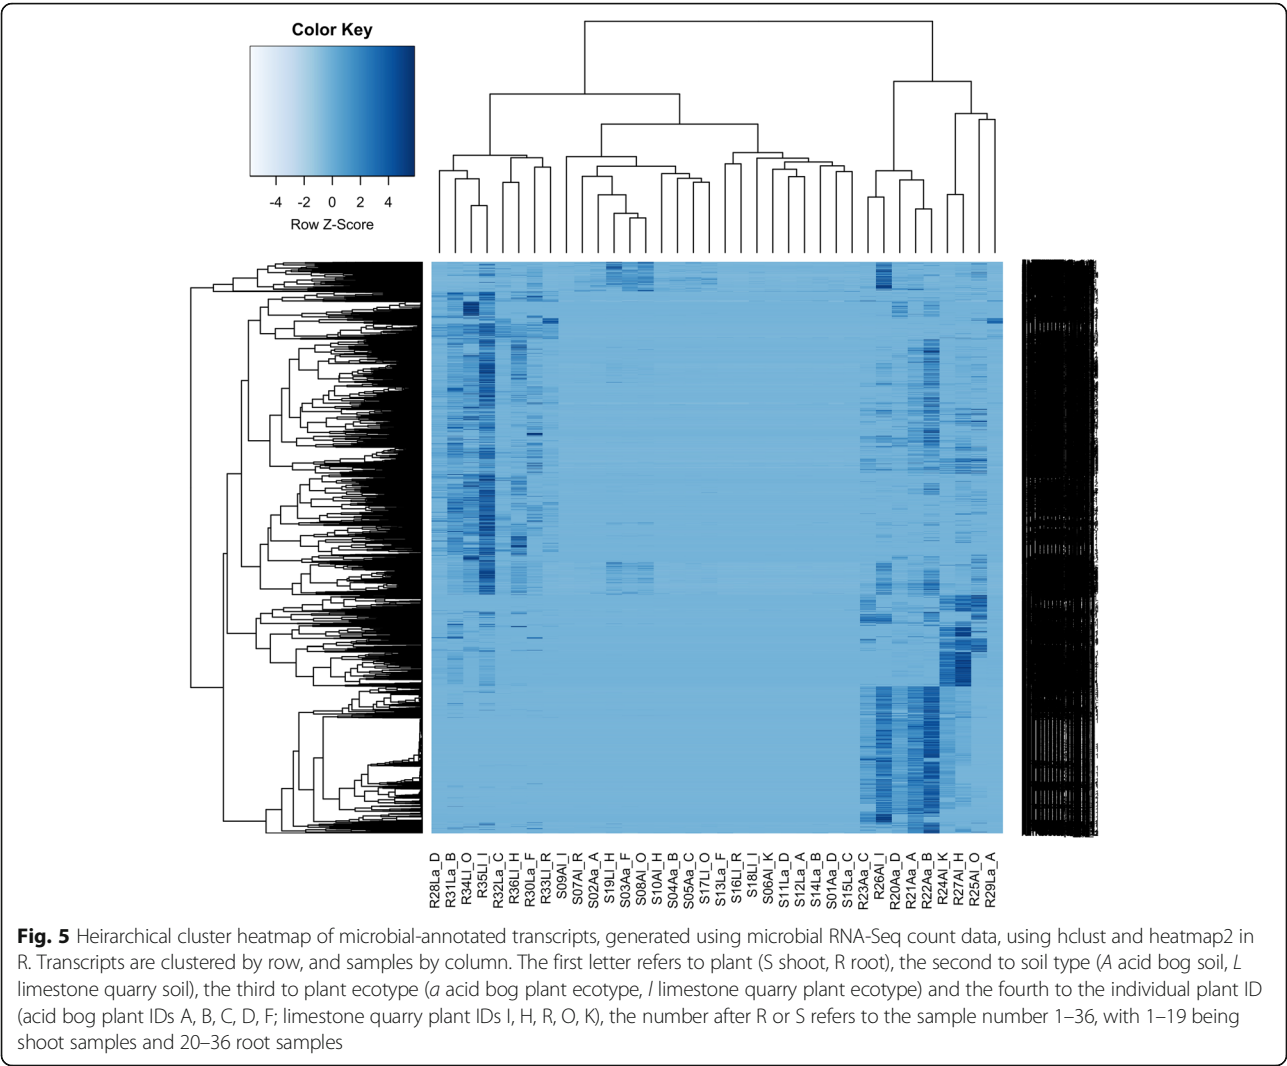 Color Key
-4 -2 0 2 4
Row Z-Score
R28La_D
R31La_B
R34Ll_O
R35Ll_I
R32La_C
R36Ll_H
R30La_F
R33Ll_R
S09Al_I
S07Al_R
S02Aa_A
S19Ll_H
S03Aa_F
S08Al_O
S10Al_H
S04Aa_B
S05Aa_C
S17Ll_O
S13La_F
S16Ll_R
S18Ll_I
S06Al_K
S11La_D
S12La_A
S14La_B
S01Aa_D
S15La_C
R23Aa_C
R26Al_I
R20Aa_D
R21Aa_A
R22Aa_B
R24Al_K
R27Al_H
R25Al_O
R29La_A
Fig. 5 Heirarchical cluster heatmap of microbial-annotated transcripts, generated using microbial RNA-Seq count data, using hclust and heatmap2 in
R. Transcripts are clustered by row, and samples by column. The first letter refers to plant (S shoot, R root), the second to soil type (A acid bog soil, L
limestone quarry soil), the third to plant ecotype (a acid bog plant ecotype, l limestone quarry plant ecotype) and the fourth to the individual plant ID
(acid bog plant IDs A, B, C, D, F; limestone quarry plant IDs I, H, R, O, K), the number after R or S refers to the sample number 1–36, with 1–19 being
shoot samples and 20–36 root samples